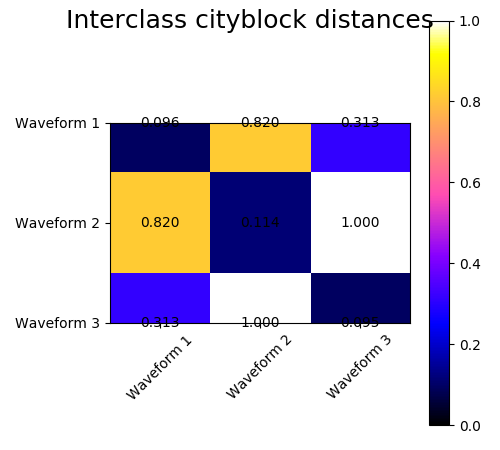 Interclass cityblock distances
1.0
0.8
0.6
0.4
0.2
0.0
Waveform 1 0.096 0.820 0.313
Waveform 2 0.820 0.114 1.000
Waveform 3 0.313 1.000 0.095
Waveform 1 Waveform 2 Waveform 3